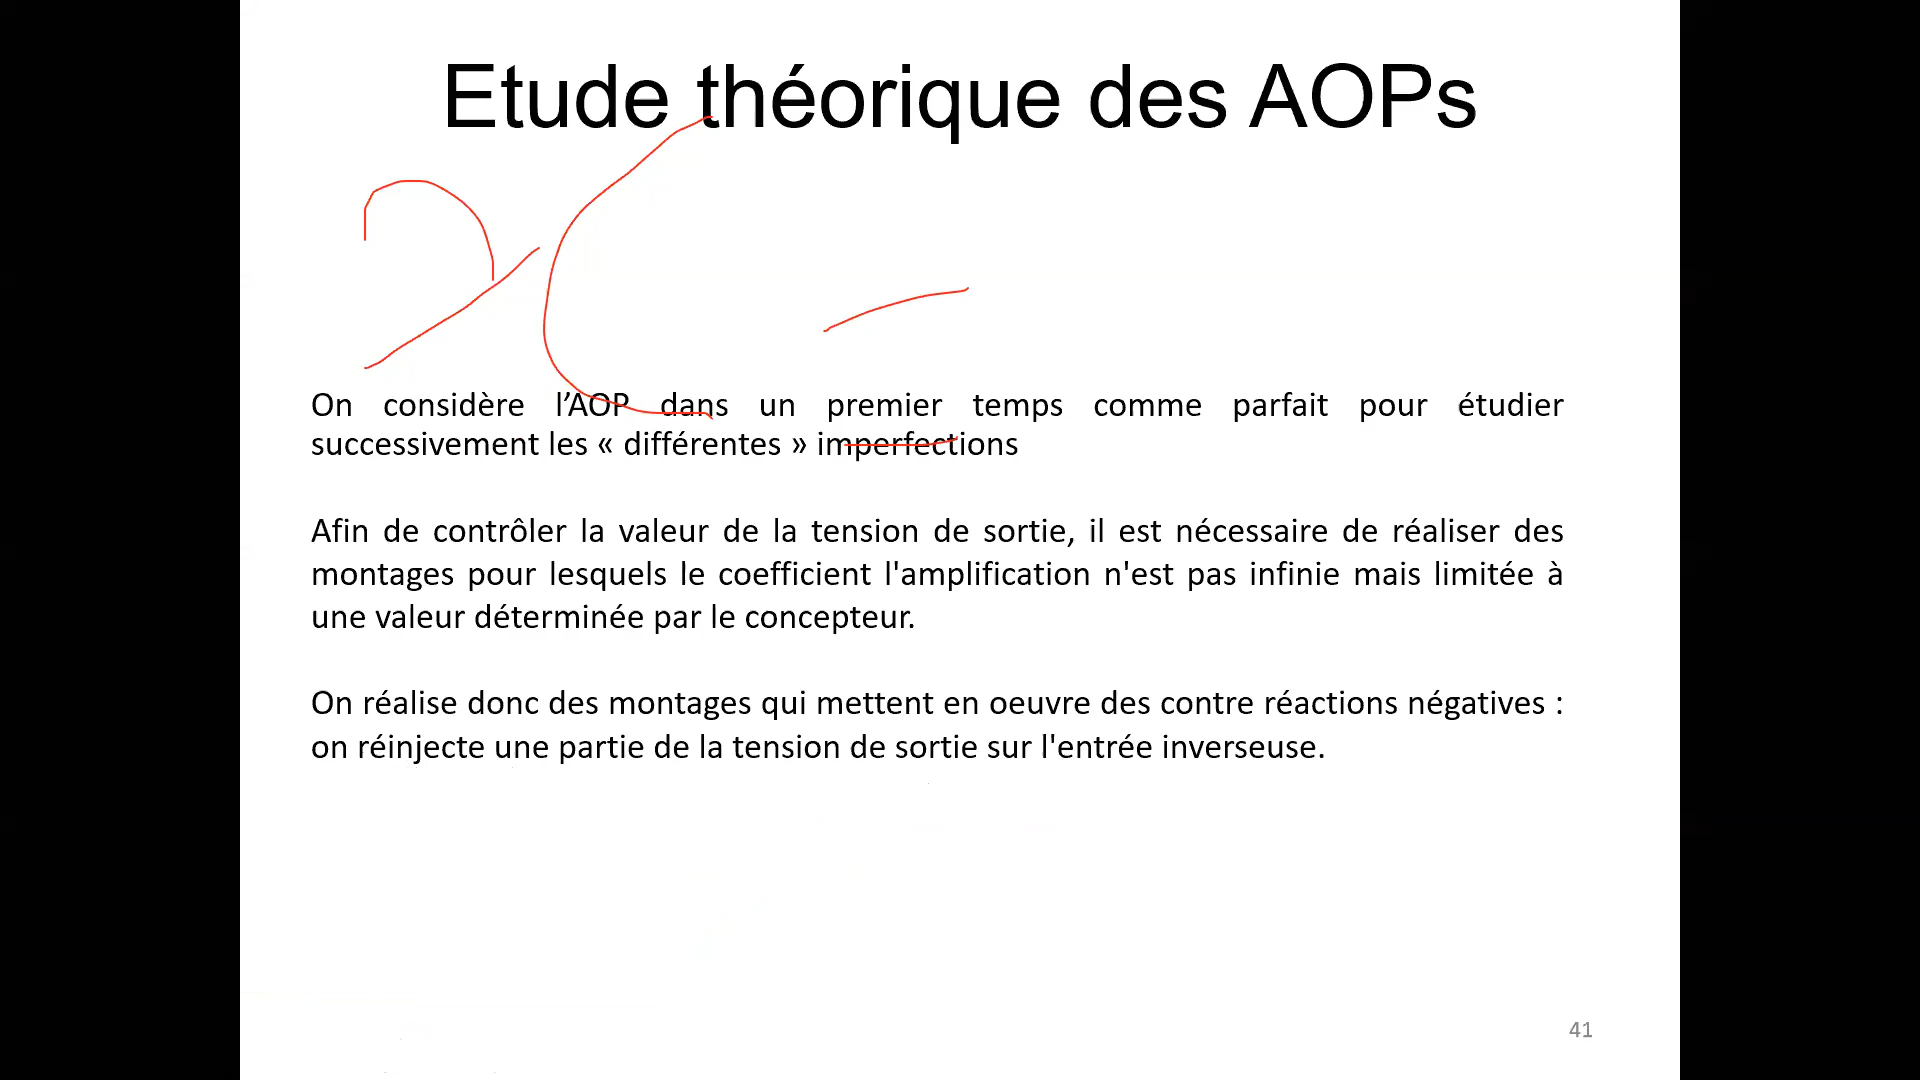 Etude théorique des AOPs
On considère l’AOP dans un premier temps comme parfait pour étudier
successivement les « différentes » imperfections
Afin de contrôler la valeur de la tension de sortie, il est nécessaire de réaliser des
montages pour lesquels le coefficient l'amplification n'est pas infinie mais limitée à
une valeur déterminée par le concepteur.
On réalise donc des montages qui mettent en oeuvre des contre réactions négatives :
on réinjecte une partie de la tension de sortie sur l'entrée inverseuse.
41